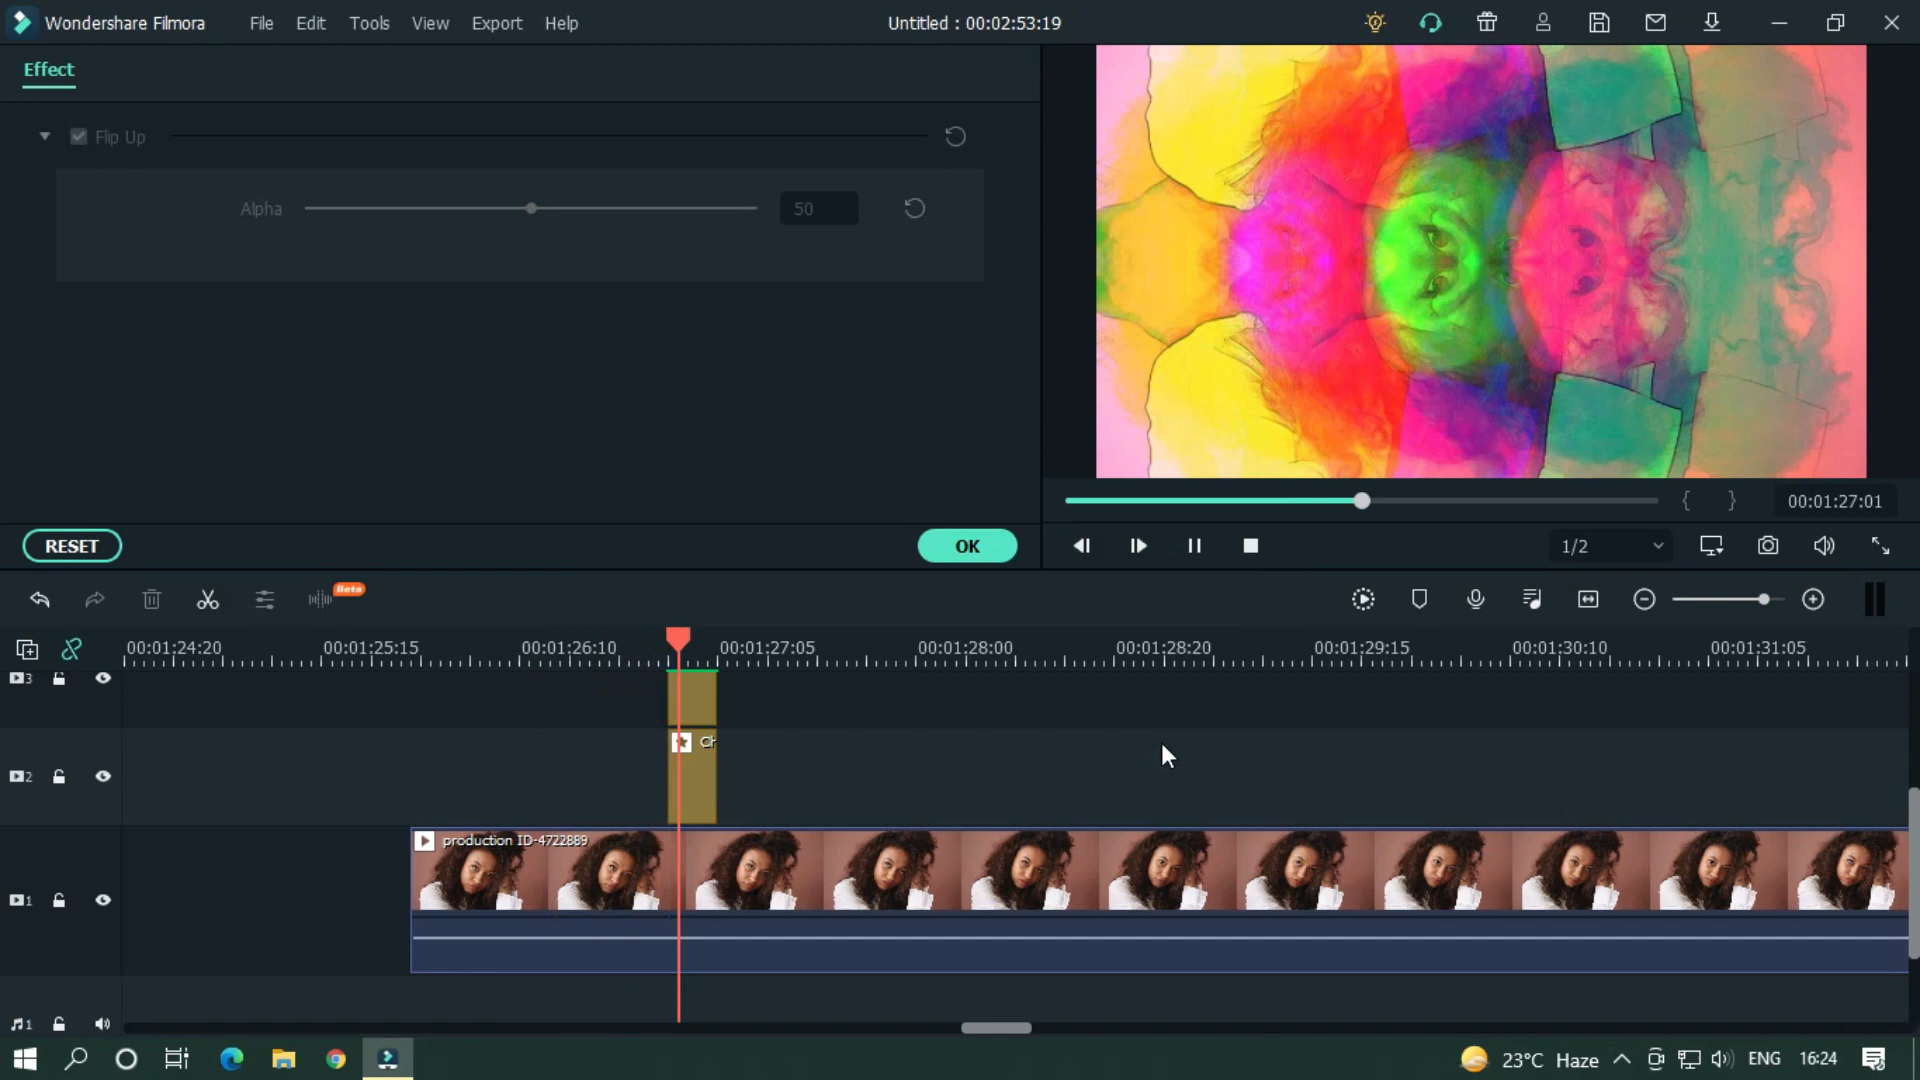 Wondershare Filmora File Edit Tools View Export Help Untitled : 00:02:53:19
Effect
Flip Up
Alpha 50
{ } 00:01:27:01
RESET OK 1/2
Beta
00:01:24:20 00:01:25:15 00:01:26:10 00:01:27:05 00:01:28:00 00:01:28:20 00:01:29:15 00:01:30:10 00:01:31:05
3
2 Ch
production ID-4722889
1
1
23°C Haze ENG 16:24